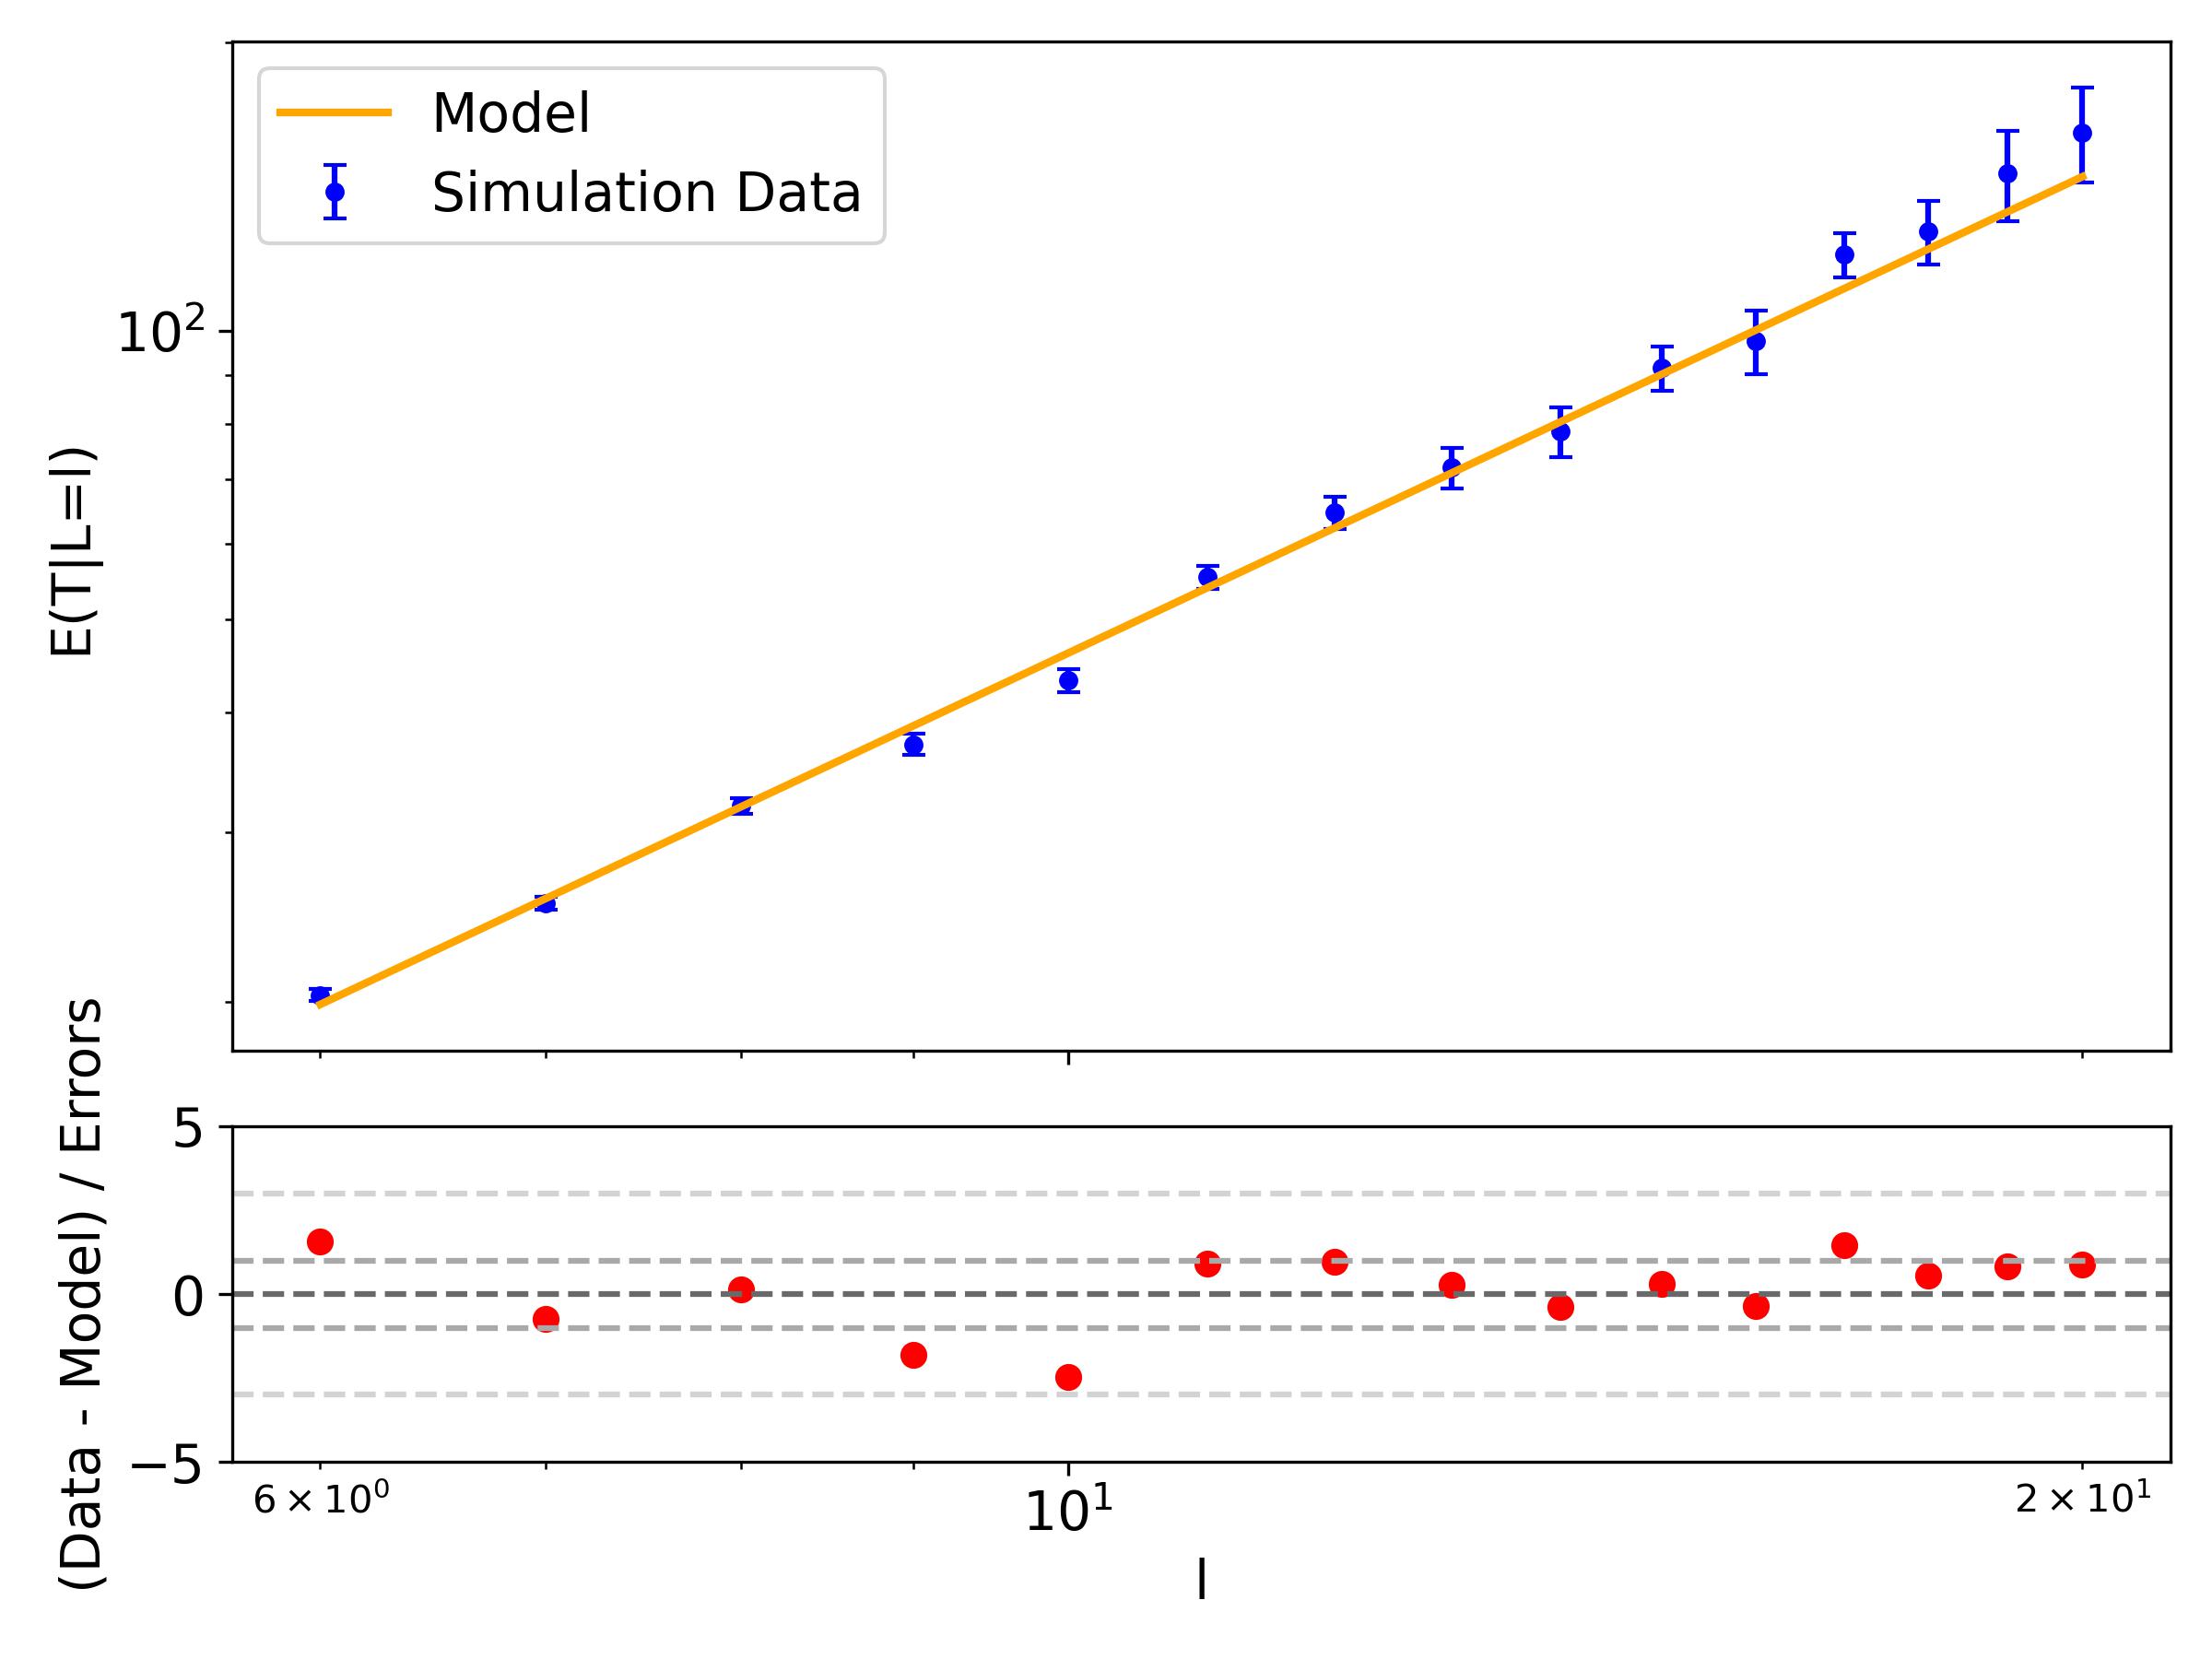 Model
Simulation Data
10²
E(T|L=l)
5
0
−5
(Data - Model) / Errors
6 × 10⁰
10¹
2 × 10¹
l